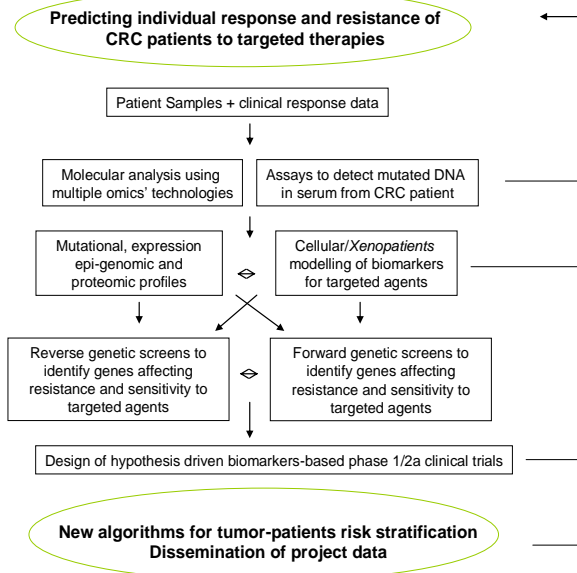 Predicting individual response and resistance of
CRC patients to targeted therapies
Patient Samples + clinical response data
Molecular analysis using
multiple omics' technologies
Assays to detect mutated DNA
in serum from CRC patient
Mutational, expression
epi-genomic and
proteomic profiles
Cellular/Xenopatients
modelling of biomarkers
for targeted agents
Reverse genetic screens to
identify genes affecting
resistance and sensitivity to
targeted agents
Forward genetic screens to
identify genes affecting
resistance and sensitivity to
targeted agents
Design of hypothesis driven biomarkers-based phase 1/2a clinical trials
New algorithms for tumor-patients risk stratification
Dissemination of project data